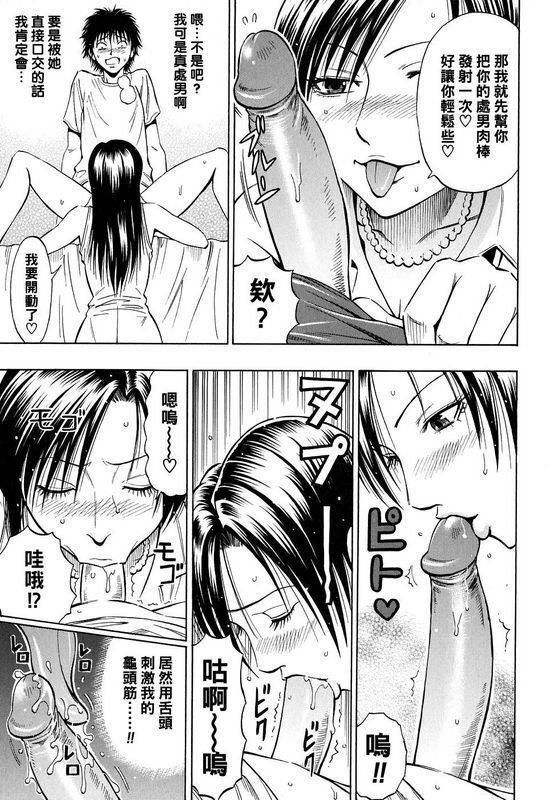 那我就先幫你
把你的處男肉棒
發射一次♡
好讓你輕鬆些♡
欸?
喂…不是吧?
我可是真處男啊
要是被她
直接口交的話
我肯定會…
我要開動了♡
ピト♡
嗚!!
ヌプ
咕啊~~嗚
ビク
ビク
嗯嗚~~♡
モゴ
モゴ
哇哦!?
居然用舌頭
刺激我的
龜頭筋……!!